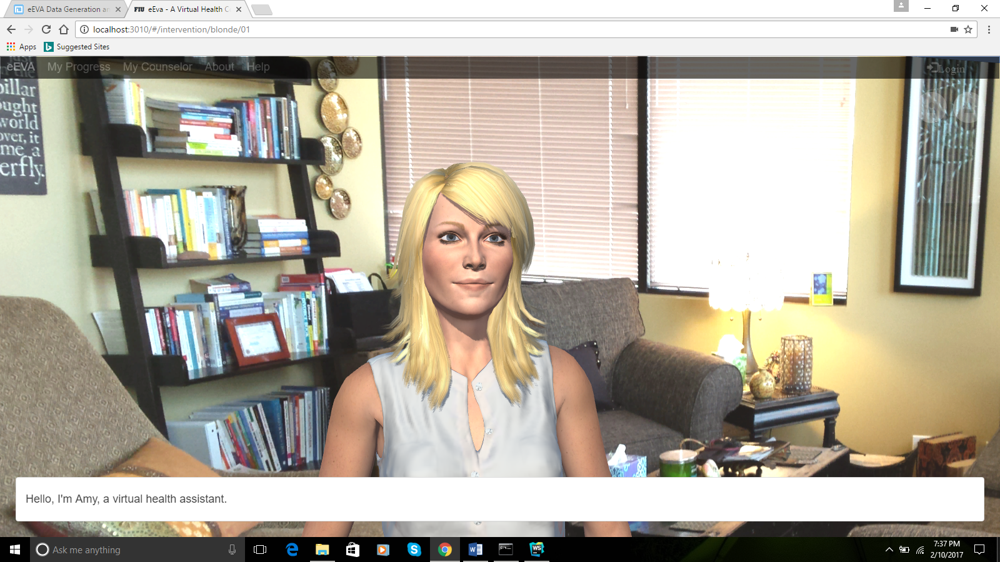 eEVA Data Generation an
FIU eEva - A Virtual Health C
localhost:3010/#/intervention/blonde/01
Apps Suggested Sites
eEVA My Progress My Counselor About Help Login
pillar
ought
world
over, it
me a
erfly.
Hello, I'm Amy, a virtual health assistant.
Ask me anything
WS
7:37 PM
2/10/2017